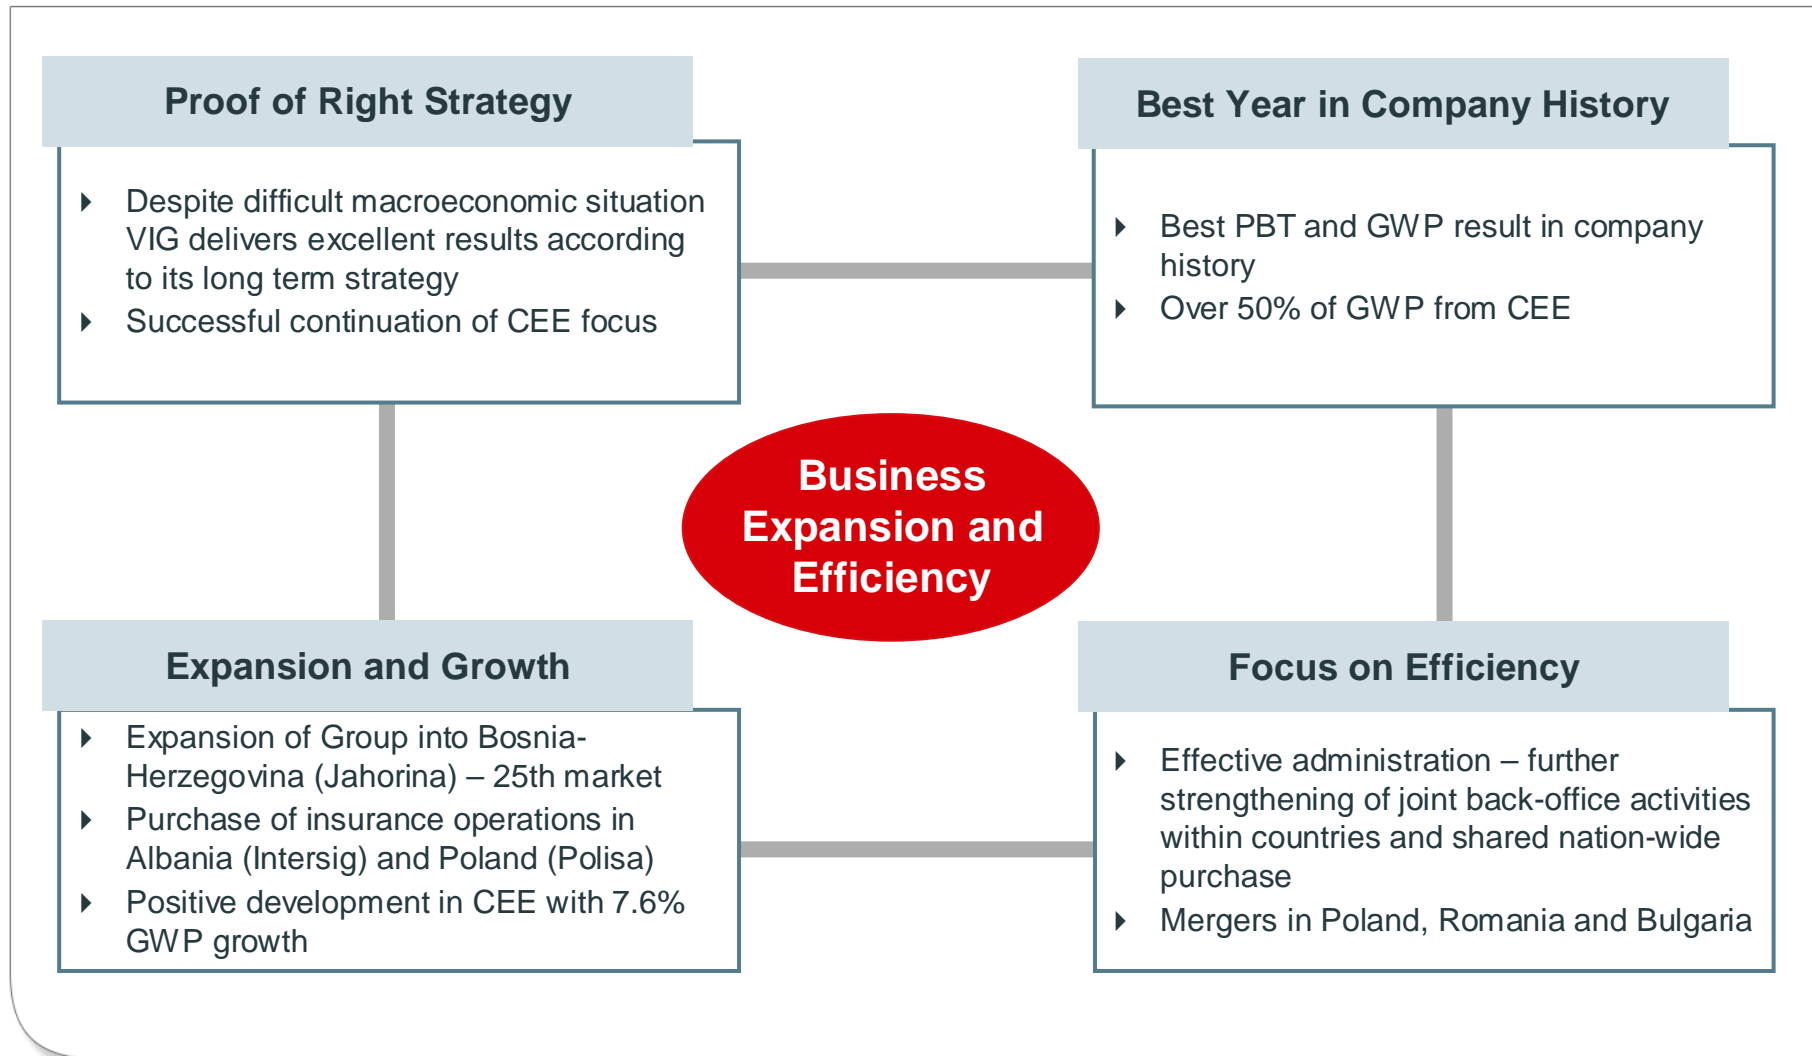 Proof of Right Strategy
Despite difficult macroeconomic situation
VIG delivers excellent results according
to its long term strategy
Successful continuation of CEE focus
Best Year in Company History
Best PBT and GWP result in company
history
Over 50% of GWP from CEE
Business
Expansion and
Efficiency
Expansion and Growth
Expansion of Group into Bosnia-
Herzegovina (Jahorina) – 25th market
Purchase of insurance operations in
Albania (Intersig) and Poland (Polisa)
Positive development in CEE with 7.6%
GWP growth
Focus on Efficiency
Effective administration – further
strengthening of joint back-office activities
within countries and shared nation-wide
purchase
Mergers in Poland, Romania and Bulgaria